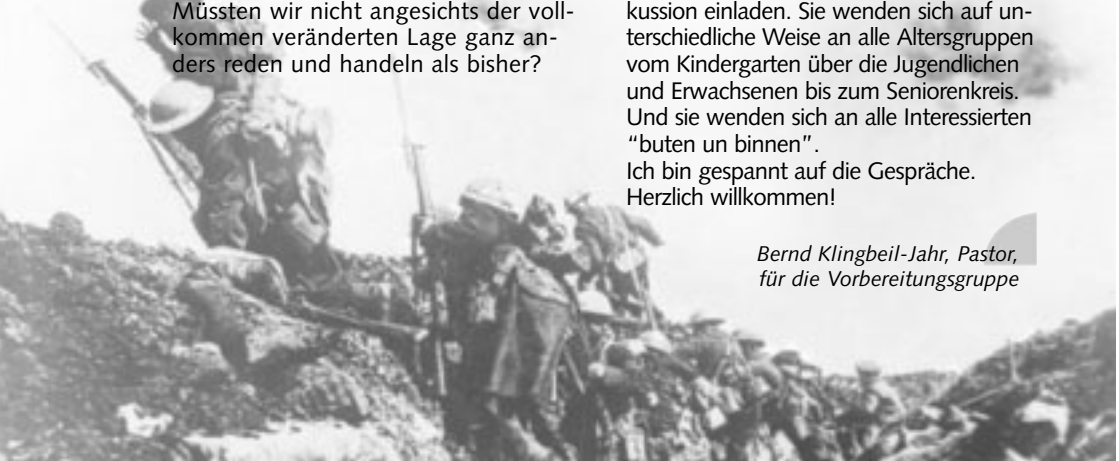 Müssten wir nicht angesichts der voll-
kommen veränderten Lage ganz an-
ders reden und handeln als bisher?
kussion einladen. Sie wenden sich auf un-
terschiedliche Weise an alle Altersgruppen
vom Kindergarten über die Jugendlichen
und Erwachsenen bis zum Seniorenkreis.
Und sie wenden sich an alle Interessierten
“buten un binnen”.
Ich bin gespannt auf die Gespräche.
Herzlich willkommen!
Bernd Klingbeil-Jahr, Pastor,
für die Vorbereitungsgruppe